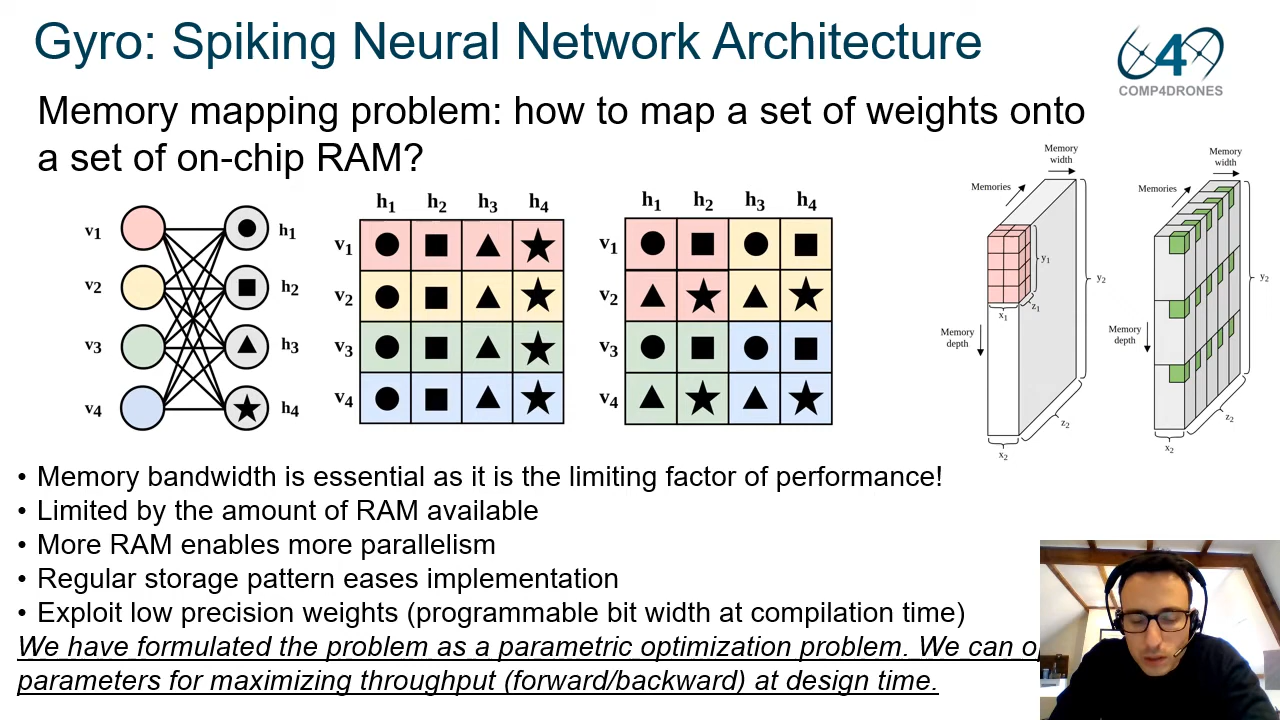 Gyro: Spiking Neural Network Architecture
4
COMP4DRONES
Memory mapping problem: how to map a set of weights onto
a set of on-chip RAM?
v1
v2
v3
v4
h1
h2
h3
h4
h1 h2 h3 h4
v1
v2
v3
v4
h1 h2 h3 h4
v1
v2
v3
v4
Memory
width
Memories
y1
y2
x1
z1
Memory
depth
z2
x2
Memory
width
Memories
y2
Memory
depth
z2
x2
• Memory bandwidth is essential as it is the limiting factor of performance!
• Limited by the amount of RAM available
• More RAM enables more parallelism
• Regular storage pattern eases implementation
• Exploit low precision weights (programmable bit width at compilation time)
We have formulated the problem as a parametric optimization problem. We can
parameters for maximizing throughput (forward/backward) at design time.